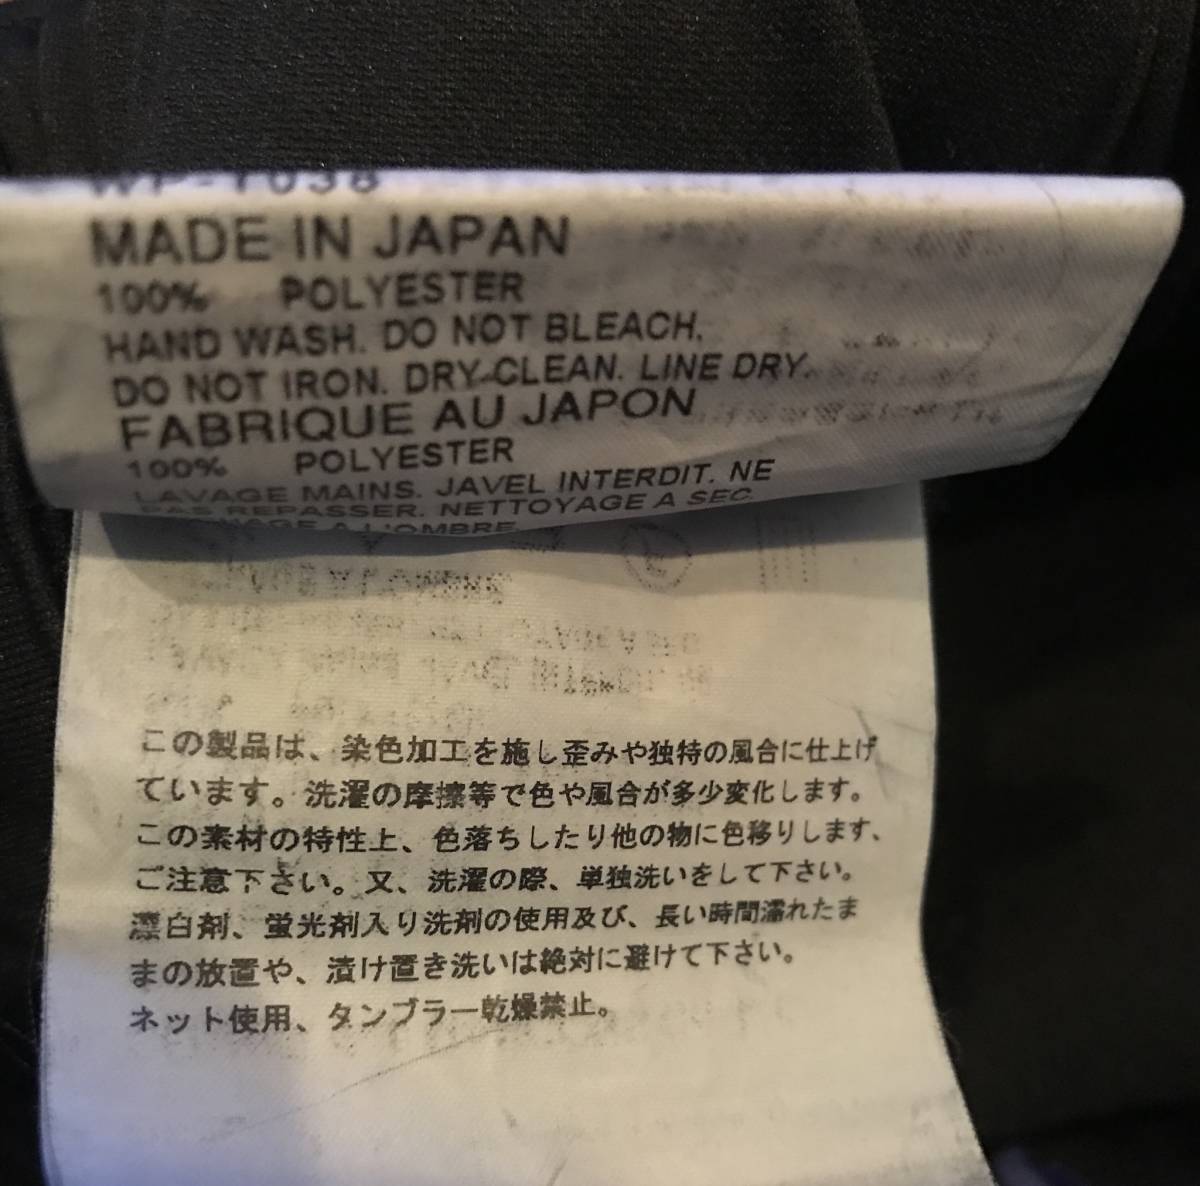 MADE IN JAPAN
100% POLYESTER
HAND WASH. DO NOT BLEACH.
DO NOT IRON. DRY-CLEAN. LINE DRY.
FABRIQUE AU JAPON
100% POLYESTER
LAVAGE MAINS. JAVEL INTERDIT. NE
PAS REPASSER. NETTOYAGE A SEC.
A L'OMBRE.
この製品は、染色加工を施し歪みや独特の風合に仕上げ
ています。洗濯の摩擦等で色や風合が多少変化します。
この素材の特性上、色落ちしたり他の物に色移りします、
ご注意下さい。又、洗濯の際、単独洗いをして下さい。
漂白剤、蛍光剤入り洗剤の使用及び、長い時間濡れたま
まの放置や、漬け置き洗いは絶対に避けて下さい。
ネット使用、タンブラー乾燥禁止。